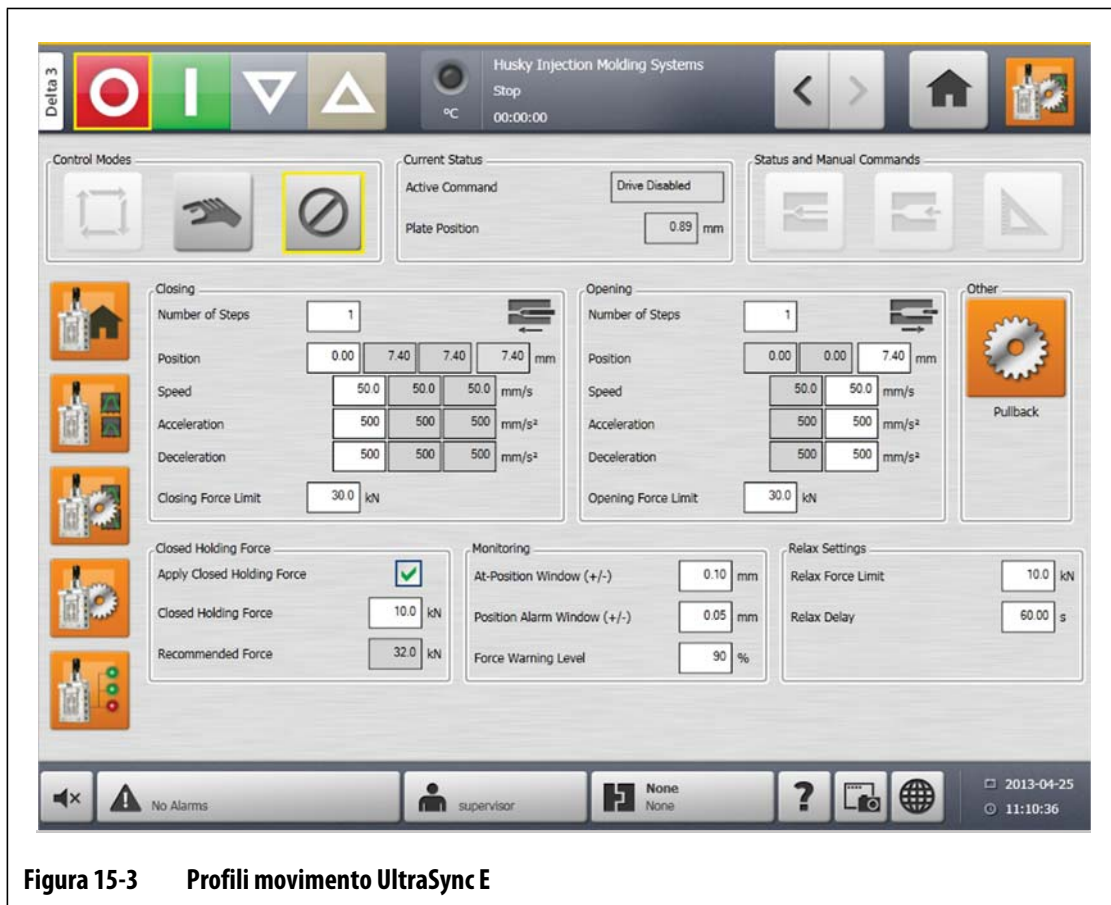 Delta 3
°C
Husky Injection Molding Systems
Stop
00:00:00
Control Modes
Current Status
Active Command Drive Disabled
Plate Position 0.89 mm
Status and Manual Commands
Closing
Number of Steps 1
Position 0.00 7.40 7.40 7.40 mm
Speed 50.0 50.0 50.0 mm/s
Acceleration 500 500 500 mm/s²
Deceleration 500 500 500 mm/s²
Closing Force Limit 30.0 kN
Opening
Number of Steps 1
Position 0.00 0.00 7.40 mm
Speed 50.0 50.0 mm/s
Acceleration 500 500 mm/s²
Deceleration 500 500 mm/s²
Opening Force Limit 30.0 kN
Other
Pullback
Closed Holding Force
Apply Closed Holding Force
Closed Holding Force 10.0 kN
Recommended Force 32.0 kN
Monitoring
At-Position Window (+/-) 0.10 mm
Position Alarm Window (+/-) 0.05 mm
Force Warning Level 90 %
Relax Settings
Relax Force Limit 10.0 kN
Relax Delay 60.00 s
No Alarms
supervisor
None
None
?
2013-04-25
11:10:36
Figura 15-3 Profili movimento UltraSync E